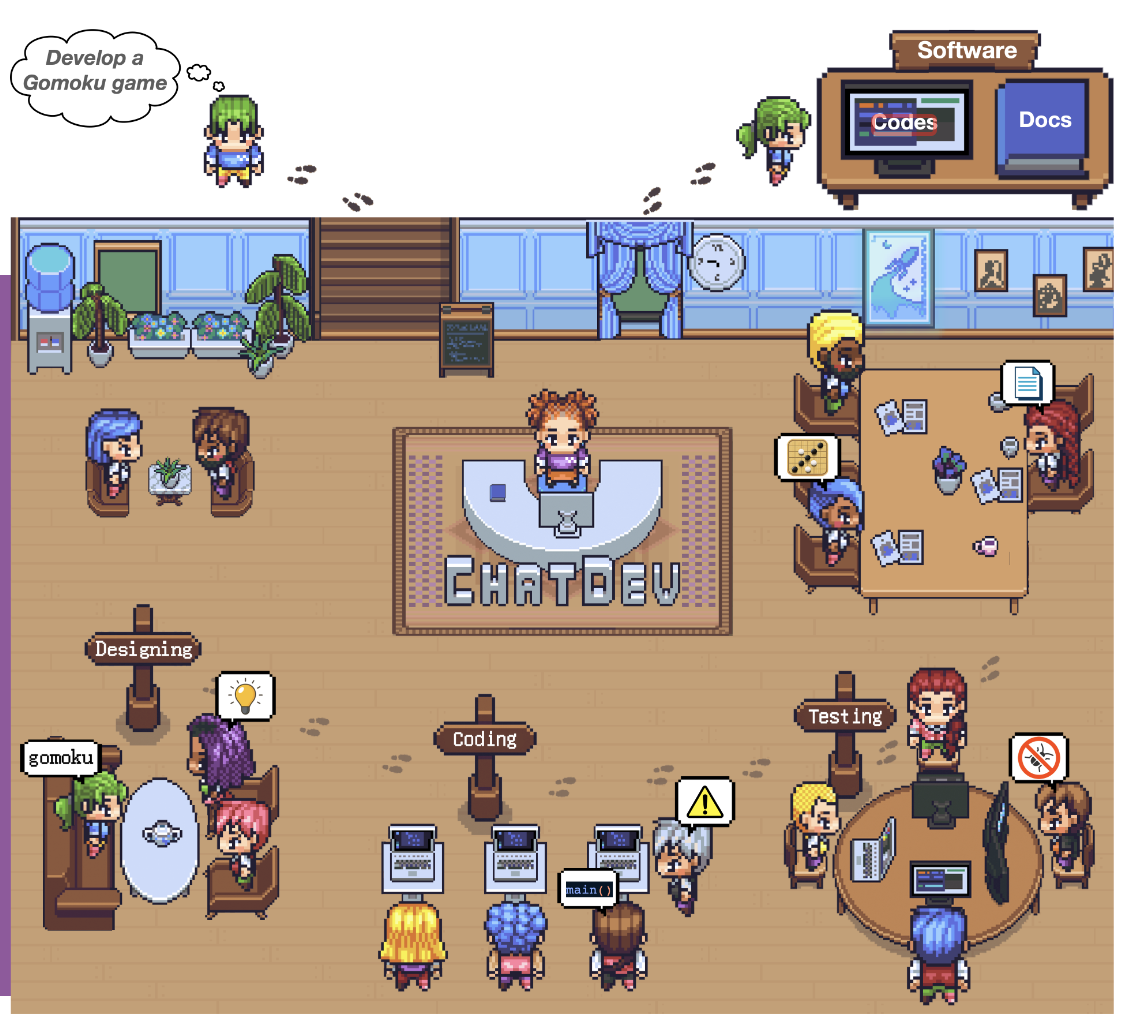 Develop a
Gomoku game
Software
Codes
Docs
CHATDEV
Designing
gomoku
Coding
main()
Testing